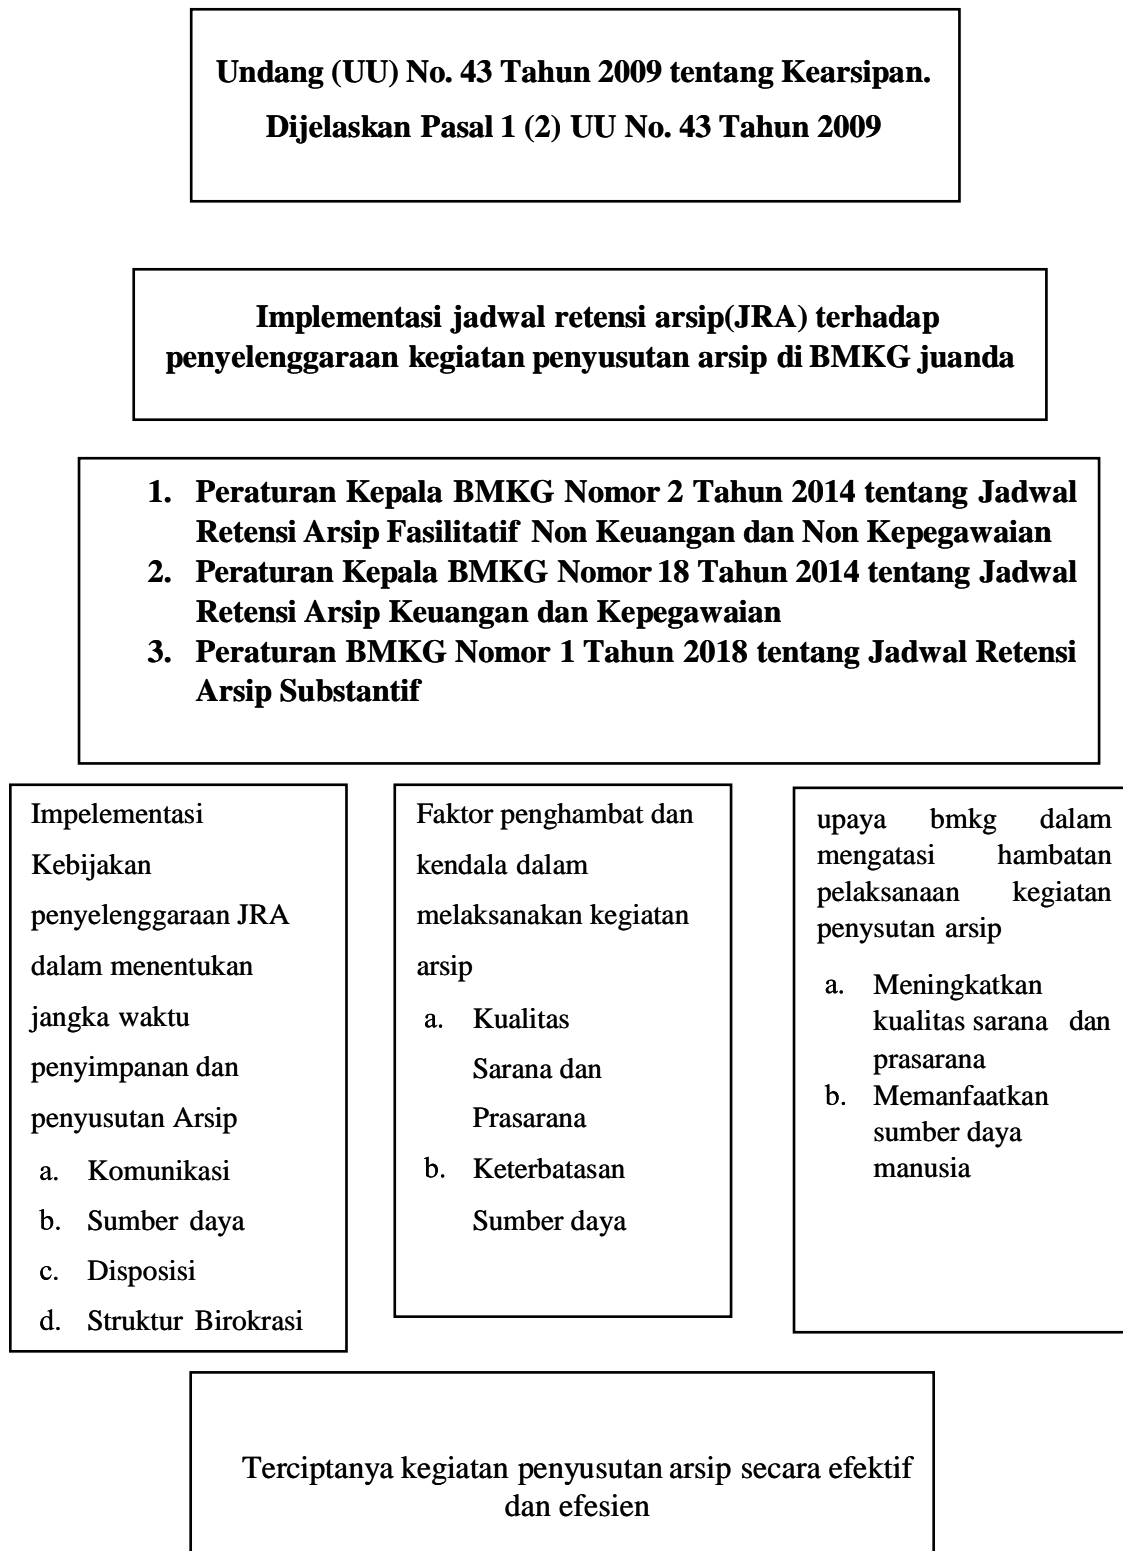 Undang (UU) No. 43 Tahun 2009 tentang Kearsipan.
Dijelaskan Pasal 1 (2) UU No. 43 Tahun 2009
Implementasi jadwal retensi arsip(JRA) terhadap
penyelenggaraan kegiatan penyusutan arsip di BMKG juanda
1. Peraturan Kepala BMKG Nomor 2 Tahun 2014 tentang Jadwal
Retensi Arsip Fasilitatif Non Keuangan dan Non Kepegawaian
2. Peraturan Kepala BMKG Nomor 18 Tahun 2014 tentang Jadwal
Retensi Arsip Keuangan dan Kepegawaian
3. Peraturan BMKG Nomor 1 Tahun 2018 tentang Jadwal Retensi
Arsip Substantif
Impelementasi
Kebijakan
penyelenggaraan JRA
dalam menentukan
jangka waktu
penyimpanan dan
penyusutan Arsip
a. Komunikasi
b. Sumber daya
c. Disposisi
d. Struktur Birokrasi
Faktor penghambat dan
kendala dalam
melaksanakan kegiatan
arsip
a. Kualitas
Sarana dan
Prasarana
b. Keterbatasan
Sumber daya
upaya bmkg dalam
mengatasi hambatan
pelaksanaan kegiatan
penysutan arsip
a. Meningkatkan
kualitas sarana dan
prasarana
b. Memanfaatkan
sumber daya
manusia
Terciptanya kegiatan penyusutan arsip secara efektif
dan efesien